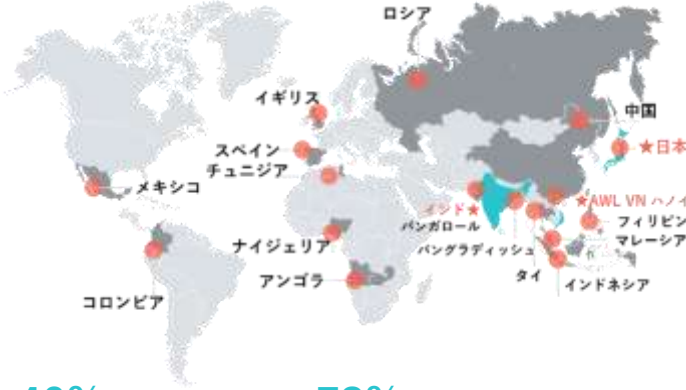 ロシア
イギリス
中国
スペイン
★日本
チュニジア
メキシコ
★AWL VN ハノイ
インド★
バンガロール
フィリピン
ナイジェリア
バングラディッシュ
マレーシア
アンゴラ
タイ
インドネシア
コロンビア